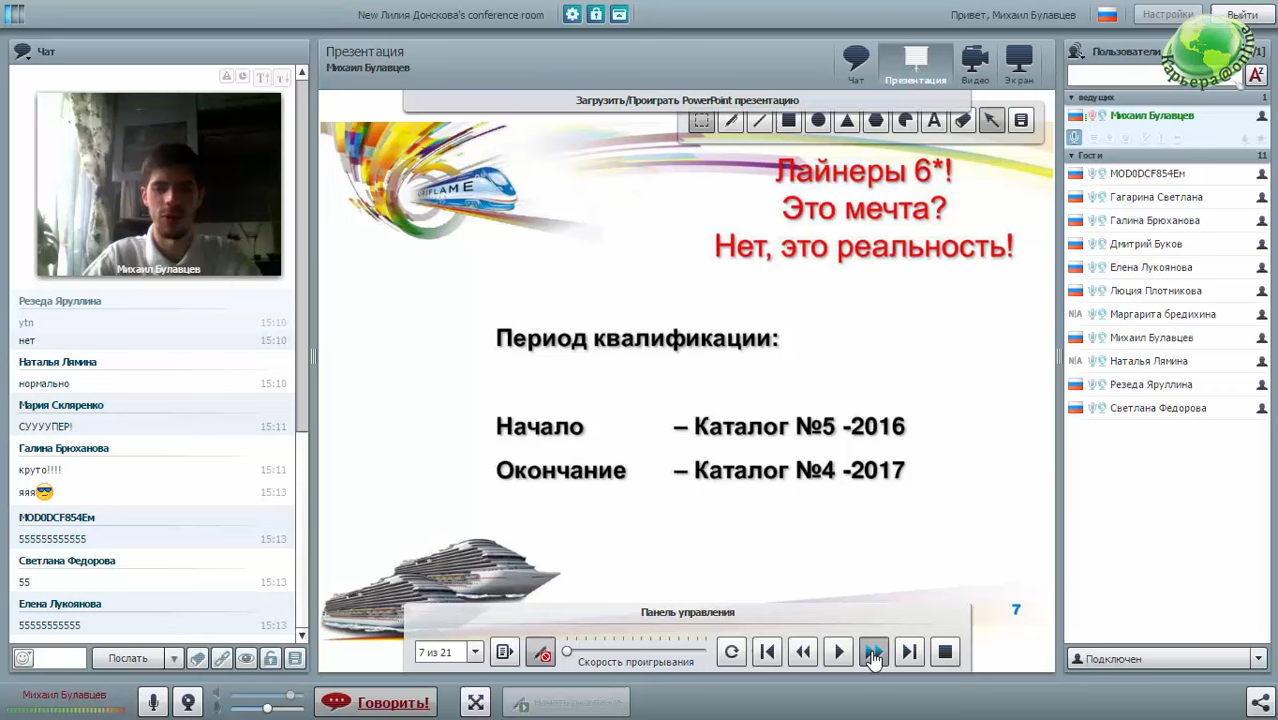 New Лилия Донскова's conference room
Привет, Михаил Булавцев
Настройки
Выйти
Карьера@online
Чат
Михаил Булавцев
Резеда Яруллина
ytn 15:10
нет 15:10
Наталья Лямина
нормально 15:10
Мария Скляренко
СУУУУПЕР! 15:11
Галина Брюханова
круто!!!! 15:11
яяя 15:13
MOD0DCF854Ем
555555555555 15:13
Светлана Федорова
55 15:13
Елена Лукоянова
55555555555 15:13
Послать
Презентация
Михаил Булавцев
Чат
Презентация
Видео
Экран
Загрузить/Проиграть PowerPoint презентацию
ORIFLAME
Лайнеры 6*!
Это мечта?
Нет, это реальность!
Период квалификации:
Начало – Каталог №5 -2016
Окончание – Каталог №4 -2017
7
Панель управления
7 из 21
Скорость проигрывания
Пользователи
ведущих 1
Михаил Булавцев
Гости 11
MOD0DCF854Ем
Гагарина Светлана
Галина Брюханова
Дмитрий Буков
Елена Лукоянова
Люция Плотникова
N/A Маргарита бредихина
Михаил Булавцев
N/A Наталья Лямина
Резеда Яруллина
Светлана Федорова
Подключен
Михаил Булавцев
Говорить!